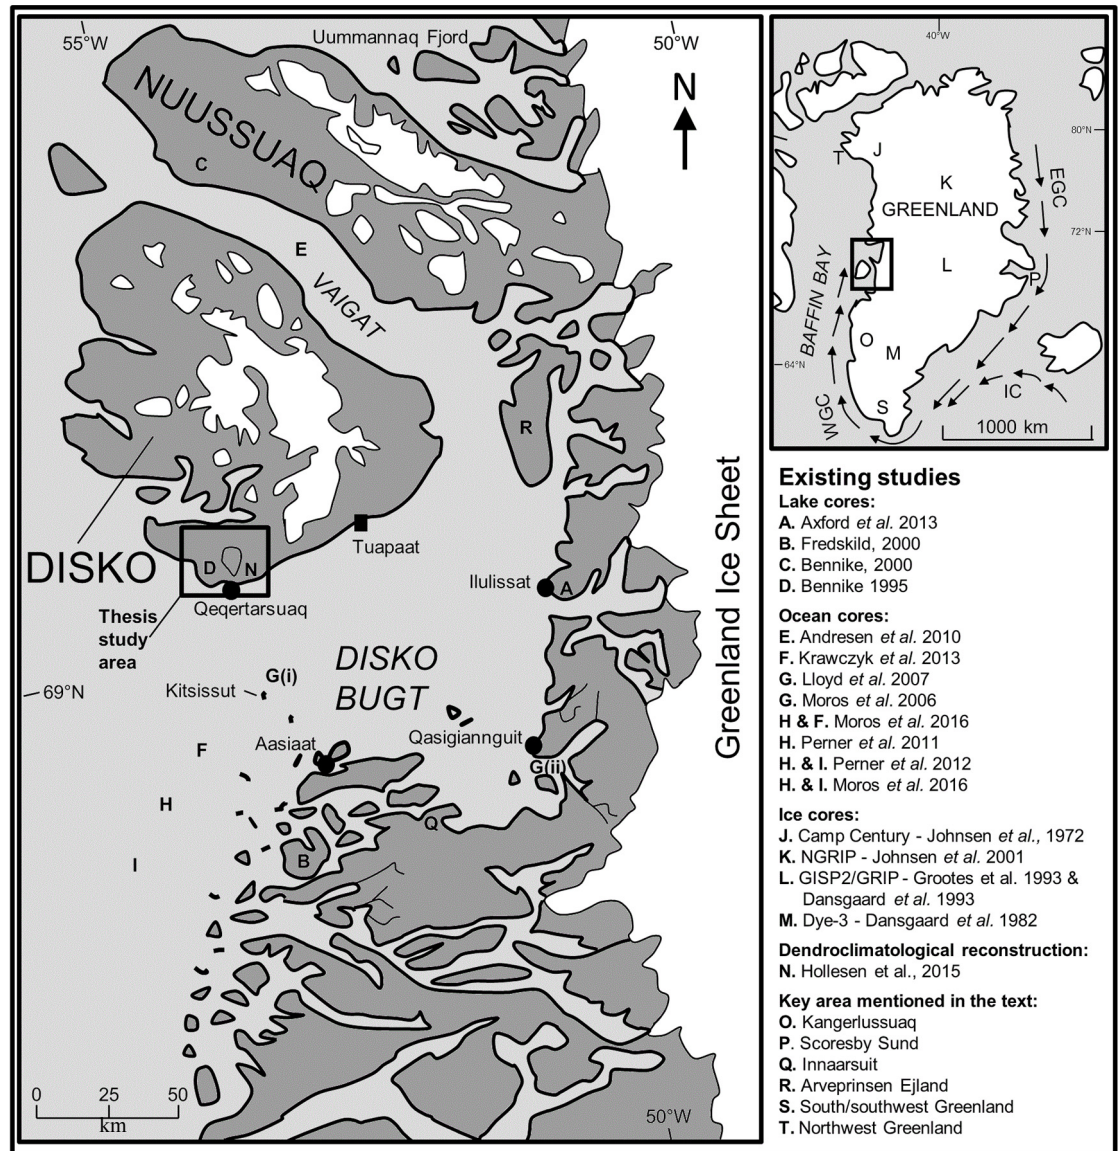 55°W
Uummannaq Fjord
50°W
N
NUUSSUAQ
C
E
VAIGAT
R
DISKO
Tuapaat
D
N
Qeqertarsuaq
Thesis
study
area
Ilulissat
A
Greenland Ice Sheet
DISKO
BUGT
G(i)
Kitsissut
69°N
Aasiaat
Qasigiannguit
G(ii)
F
H
Q
I
B
0 25 50
km
50°W
40°W
80°N
T
J
K
GREENLAND
EGC
72°N
L
P
BAFFIN BAY
O
M
64°N
WGC
S
IC
1000 km
Existing studies
Lake cores:
A. Axford et al. 2013
B. Fredskild, 2000
C. Bennike, 2000
D. Bennike 1995
Ocean cores:
E. Andresen et al. 2010
F. Krawczyk et al. 2013
G. Lloyd et al. 2007
G. Moros et al. 2006
H & F. Moros et al. 2016
H. Perner et al. 2011
H. & I. Perner et al. 2012
H. & I. Moros et al. 2016
Ice cores:
J. Camp Century - Johnsen et al., 1972
K. NGRIP - Johnsen et al. 2001
L. GISP2/GRIP - Grootes et al. 1993 &
Dansgaard et al. 1993
M. Dye-3 - Dansgaard et al. 1982
Dendroclimatological reconstruction:
N. Hollesen et al., 2015
Key area mentioned in the text:
O. Kangerlussuaq
P. Scoresby Sund
Q. Innaarsuit
R. Arveprinsen Ejland
S. South/southwest Greenland
T. Northwest Greenland